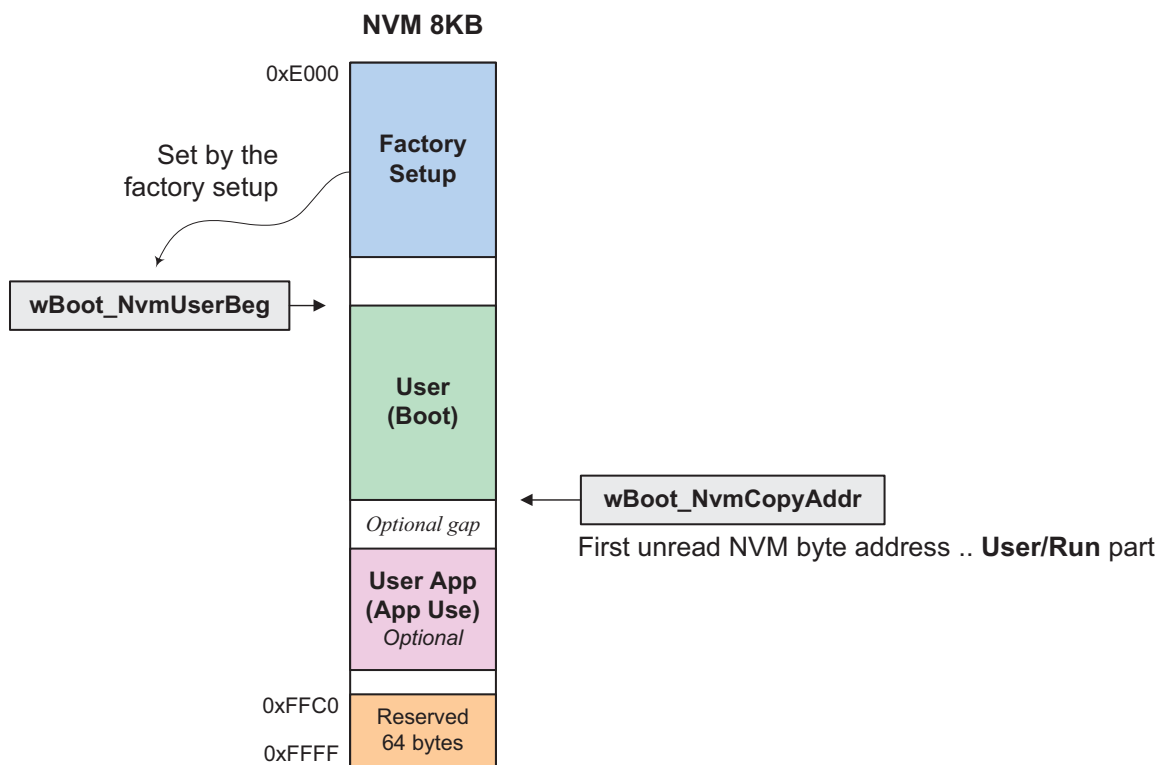 NVM 8KB
0xE000
Factory
Setup
Set by the
factory setup
wBoot_NvmUserBeg
User
(Boot)
wBoot_NvmCopyAddr
Optional gap
First unread NVM byte address .. User/Run part
User App
(App Use)
Optional
0xFFC0
Reserved
64 bytes
0xFFFF